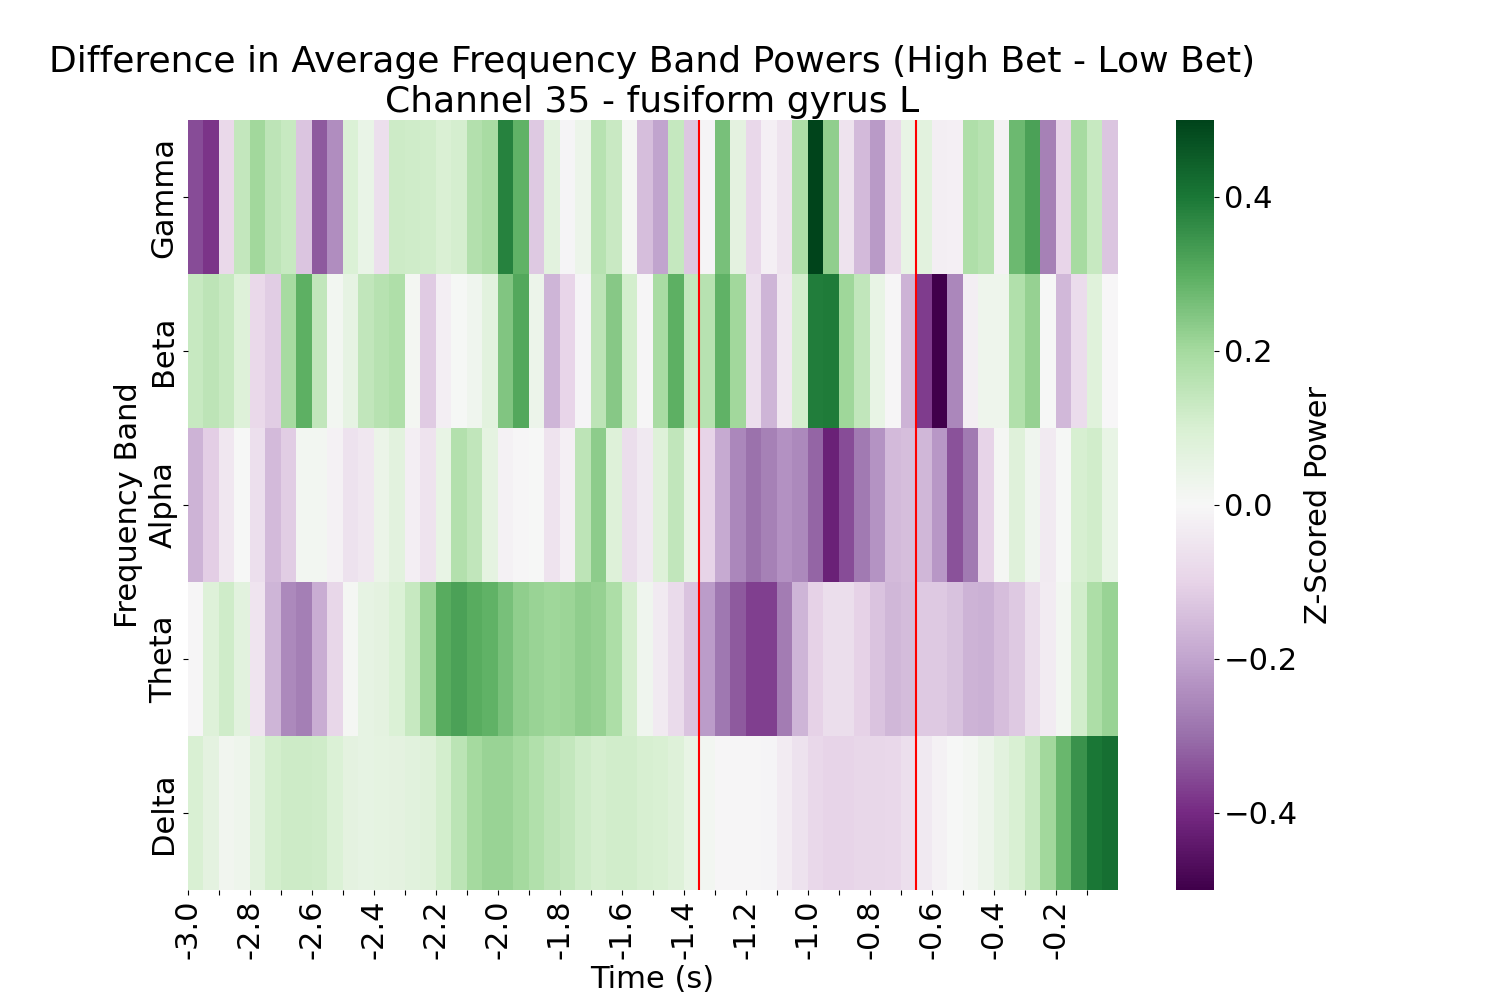 Difference in Average Frequency Band Powers (High Bet - Low Bet)
Channel 35 - fusiform gyrus L
Frequency Band
Gamma
Beta
Alpha
Theta
Delta
-3.0
-2.8
-2.6
-2.4
-2.2
-2.0
-1.8
-1.6
-1.4
-1.2
-1.0
-0.8
-0.6
-0.4
-0.2
Time (s)
0.4
0.2
0.0
−0.2
−0.4
Z-Scored Power